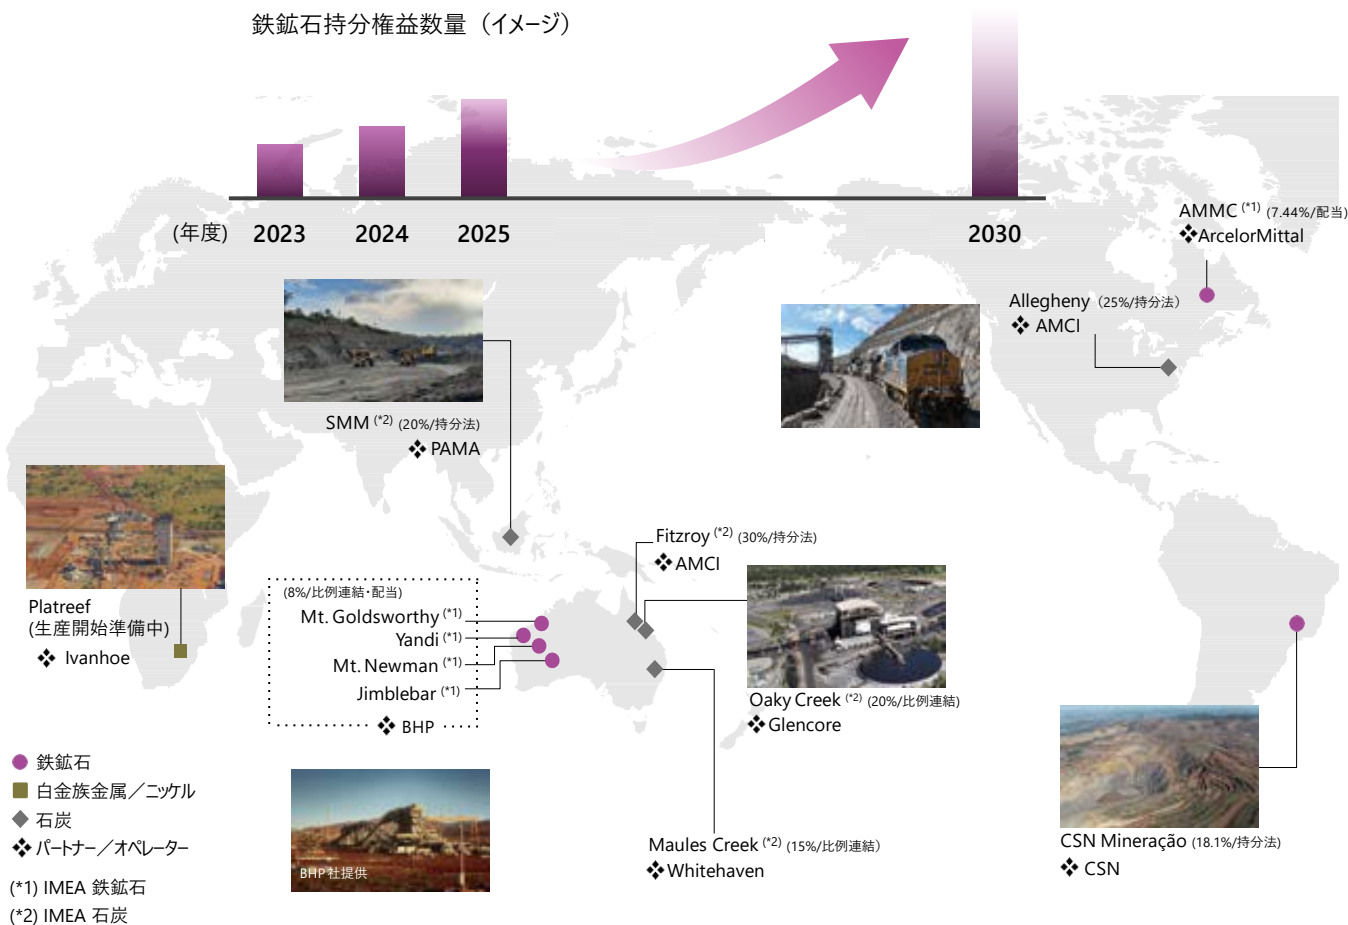 鉄鉱石持分権益数量（イメージ）
(年度) 2023 2024 2025 2030
AMMC (*1) (7.44%/配当)
❖ArcelorMittal
Allegheny （25%/持分法）
❖ AMCI
SMM (*2) (20%/持分法)
❖ PAMA
Platreef
(生産開始準備中)
❖ Ivanhoe
Fitzroy (*2) (30%/持分法)
❖ AMCI
(8%/比例連結・配当)
Mt. Goldsworthy (*1)
Yandi (*1)
Mt. Newman (*1)
Jimblebar (*1)
❖ BHP
Oaky Creek (*2) (20%/比例連結)
❖ Glencore
Maules Creek (*2) (15%/比例連結）
❖ Whitehaven
CSN Mineração (18.1%/持分法)
❖ CSN
BHP社提供
鉄鉱石
白金族金属／ニッケル
石炭
❖ パートナー／オペレーター
(*1) IMEA 鉄鉱石
(*2) IMEA 石炭